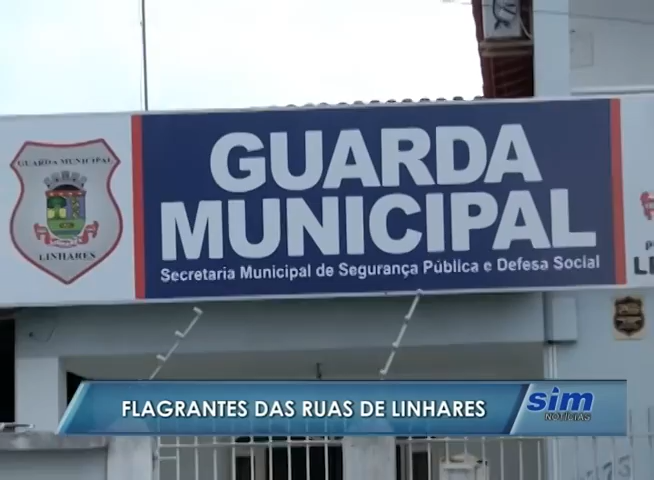 GUARDA MUNICIPAL
LINHARES
GUARDA
MUNICIPAL
Secretaria Municipal de Segurança Pública e Defesa Social
FLAGRANTES DAS RUAS DE LINHARES
sim
NOTÍCIAS